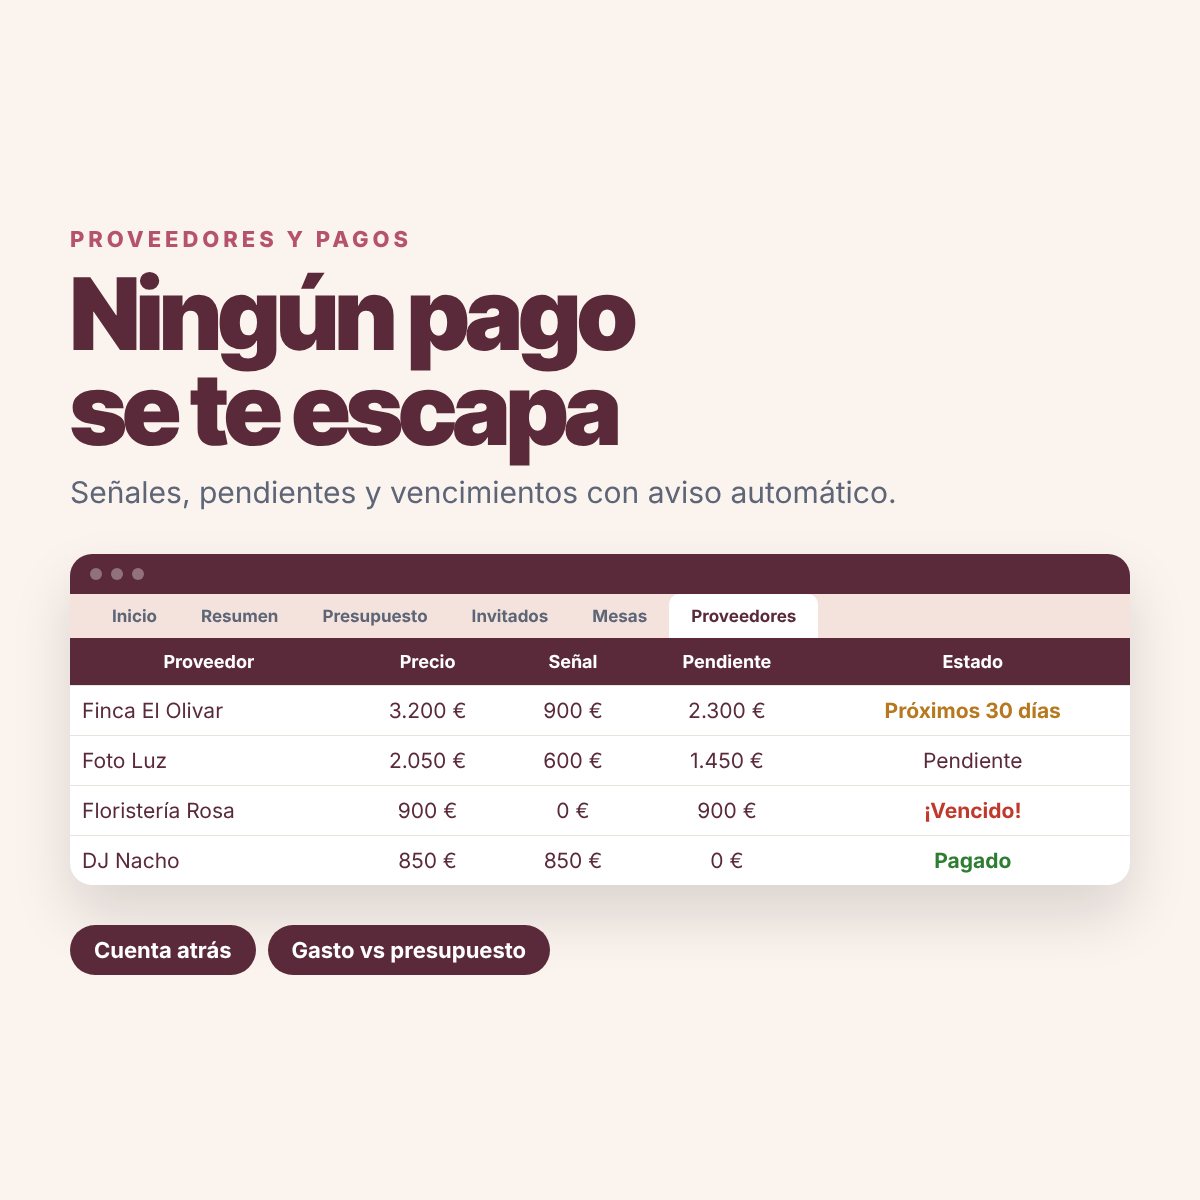 PROVEEDORES Y PAGOS
Ningún pago
se te escapa
Señales, pendientes y vencimientos con aviso automático.
Inicio Resumen Presupuesto Invitados Mesas Proveedores
Proveedor Precio Señal Pendiente Estado
Finca El Olivar 3.200 € 900 € 2.300 € Próximos 30 días
Foto Luz 2.050 € 600 € 1.450 € Pendiente
Floristería Rosa 900 € 0 € 900 € ¡Vencido!
DJ Nacho 850 € 850 € 0 € Pagado
Cuenta atrás Gasto vs presupuesto